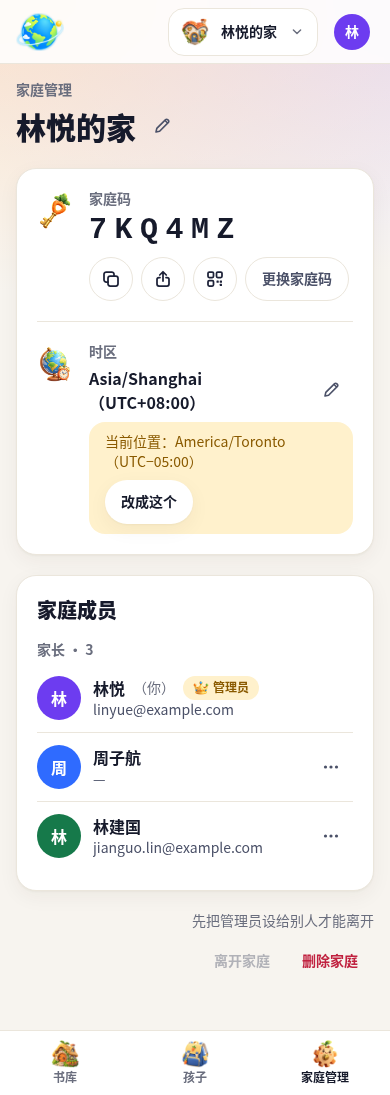 林悦的家
林
家庭管理
林悦的家
家庭码
7KQ4MZ
更换家庭码
时区
Asia/Shanghai
（UTC+08:00）
当前位置：America/Toronto
（UTC−05:00）
改成这个
家庭成员
家长 · 3
林
林悦 （你） 管理员
linyue@example.com
周
周子航
—
林
林建国
jianguo.lin@example.com
先把管理员设给别人才能离开
离开家庭 删除家庭
书库 孩子 家庭管理